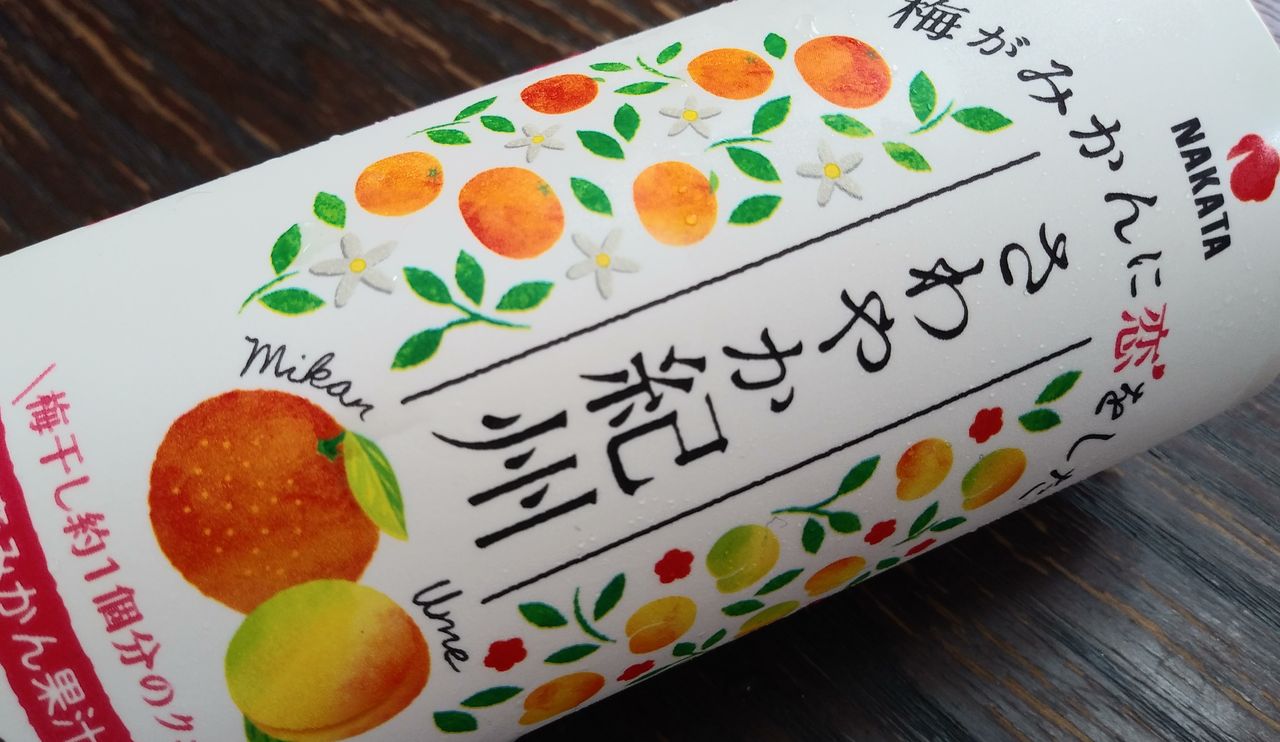 NAKATA
梅がみかんに恋をした
さわやか紀州
Mikan
Ume
梅干し約1個分のク
みかん果汁